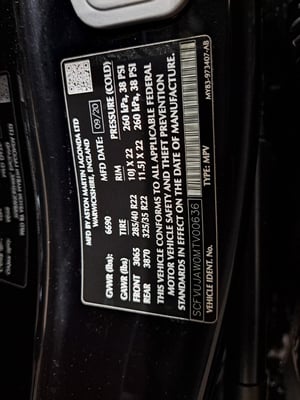 MFD BY ASTON MARTIN LAGONDA LTD
WARWICKSHIRE, ENGLAND
MFD DATE: 09/20
GVWR (lbs): 6690
GAWR (lbs): TIRE RIM PRESSURE (COLD)
FRONT 3065 285/40 R22 10J X 22 260 kPa, 38 PSI
REAR 3870 325/35 R22 11.5J X 22 260 kPa, 38 PSI
THIS VEHICLE CONFORMS TO ALL APPLICABLE FEDERAL
MOTOR VEHICLE SAFETY AND THEFT PREVENTION
STANDARDS IN EFFECT ON THE DATE OF MANUFACTURE.
VEHICLE IDENT NO: TYPE: MPV
MY83-973407-AB